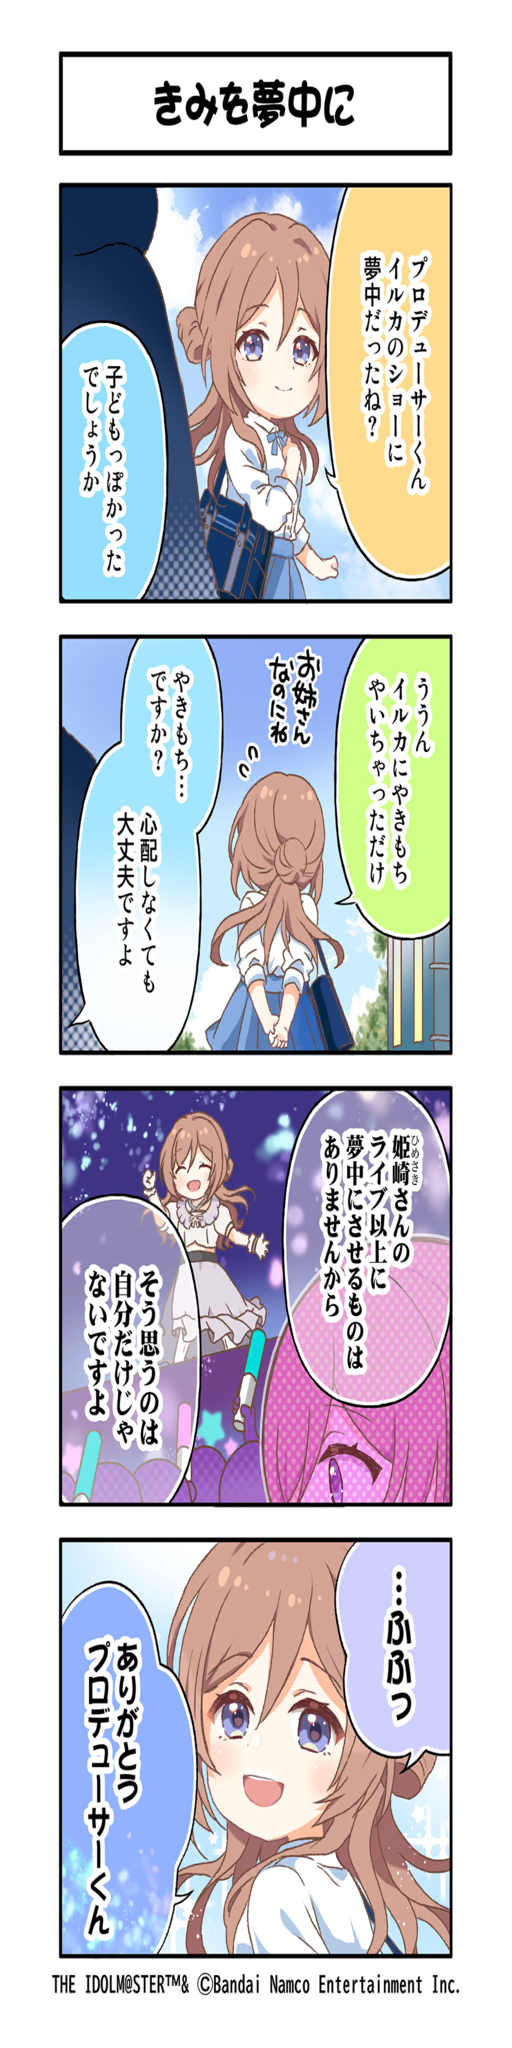 きみを夢中に
プロデューサーくん
イルカのショーに
夢中だったね?
子どもっぽかった
でしょうか
ううん
イルカにやきもち
やいちゃっただけ
お姉さん
なのにね
やきもち…
ですか?
心配しなくても
大丈夫ですよ
姫崎さんの
ひめさき
ライブ以上に
夢中にさせるものは
ありませんから
そう思うのは
自分だけじゃ
ないですよ
…ふふっ
ありがとう
プロデューサーくん
THE IDOLM@STER™& ©Bandai Namco Entertainment Inc.